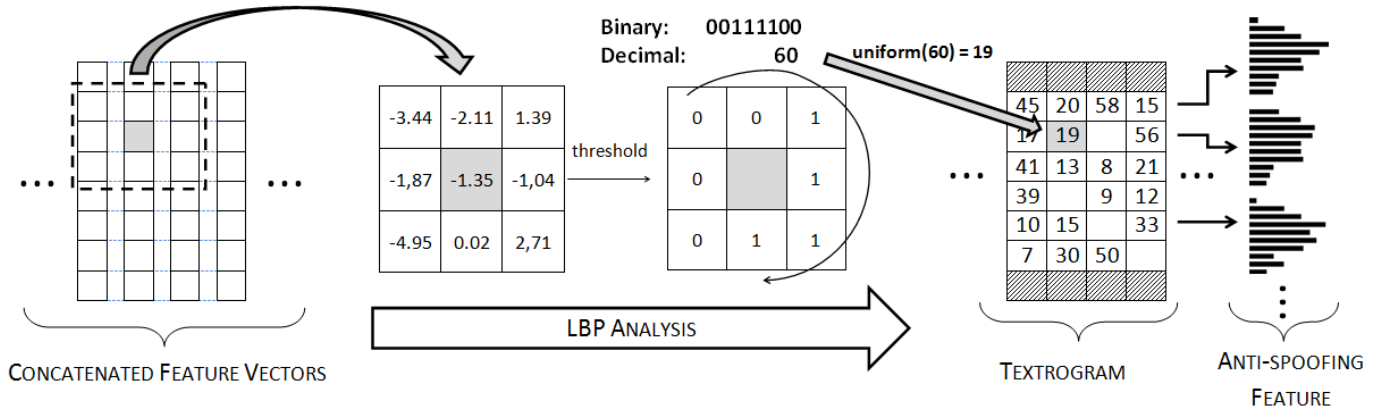 Binary: 00111100
Decimal: 60
uniform(60) = 19
-3.44 -2.11 1.39
-1,87 -1.35 -1,04
-4.95 0.02 2,71
threshold
0 0 1
0 1
0 1 1
45 20 58 15
17 19 56
41 13 8 21
39 9 12
10 15 33
7 30 50
... ... ... ...
LBP ANALYSIS
CONCATENATED FEATURE VECTORS
TEXTROGRAM
ANTI-SPOOFING
FEATURE